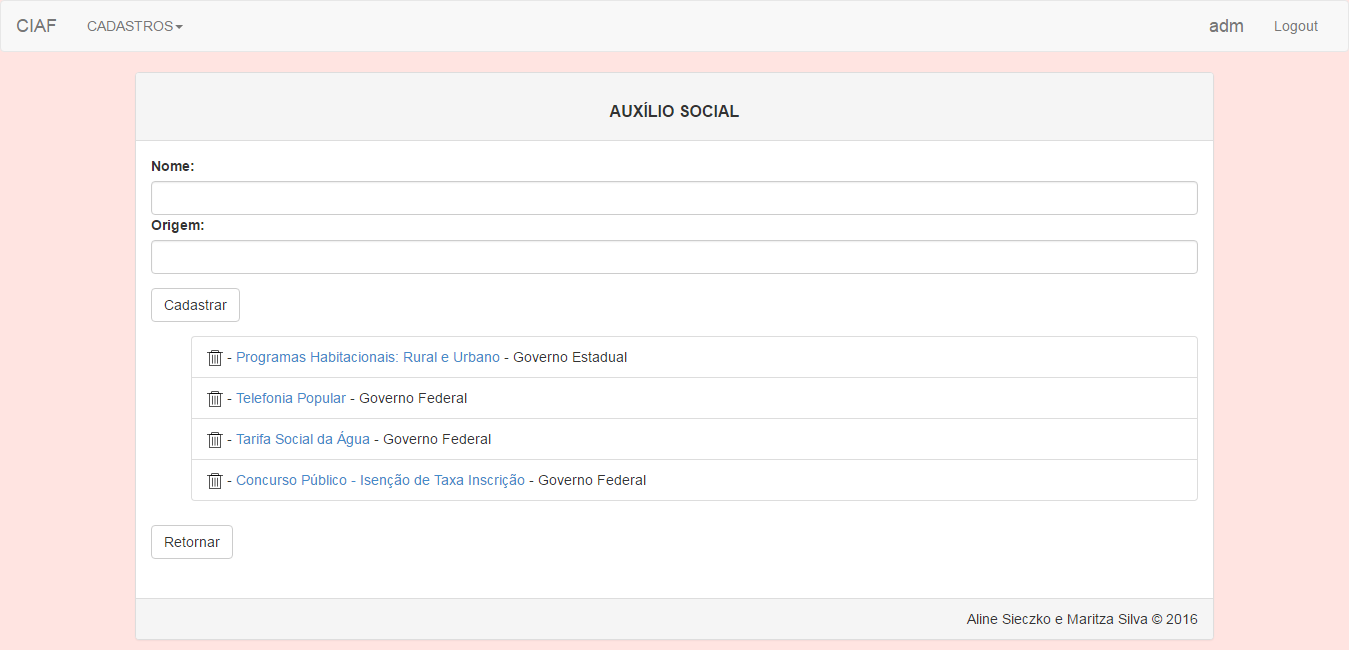 CIAF CADASTROS adm Logout
AUXÍLIO SOCIAL
Nome:
Origem:
Cadastrar
- Programas Habitacionais: Rural e Urbano - Governo Estadual
- Telefonia Popular - Governo Federal
- Tarifa Social da Água - Governo Federal
- Concurso Público - Isenção de Taxa Inscrição - Governo Federal
Retornar
Aline Sieczko e Maritza Silva © 2016